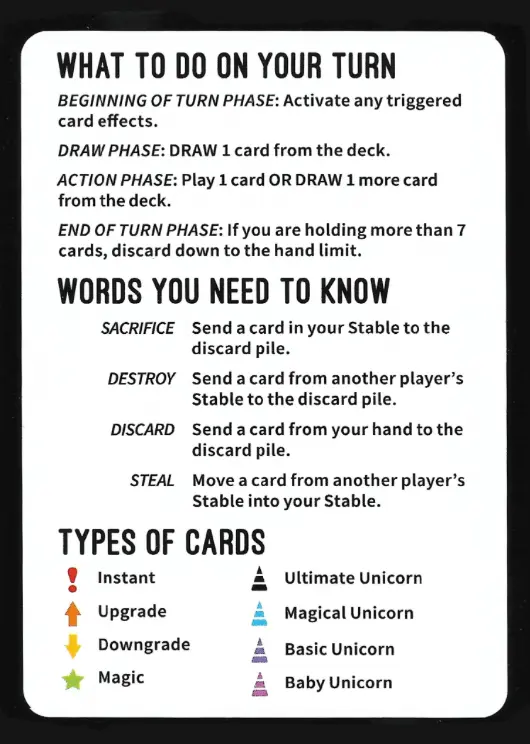 WHAT TO DO ON YOUR TURN
BEGINNING OF TURN PHASE: Activate any triggered
card effects.
DRAW PHASE: DRAW 1 card from the deck.
ACTION PHASE: Play 1 card OR DRAW 1 more card
from the deck.
END OF TURN PHASE: If you are holding more than 7
cards, discard down to the hand limit.
WORDS YOU NEED TO KNOW
SACRIFICE Send a card in your Stable to the
discard pile.
DESTROY Send a card from another player's
Stable to the discard pile.
DISCARD Send a card from your hand to the
discard pile.
STEAL Move a card from another player's
Stable into your Stable.
TYPES OF CARDS
Instant
Upgrade
Downgrade
Magic
Ultimate Unicorn
Magical Unicorn
Basic Unicorn
Baby Unicorn